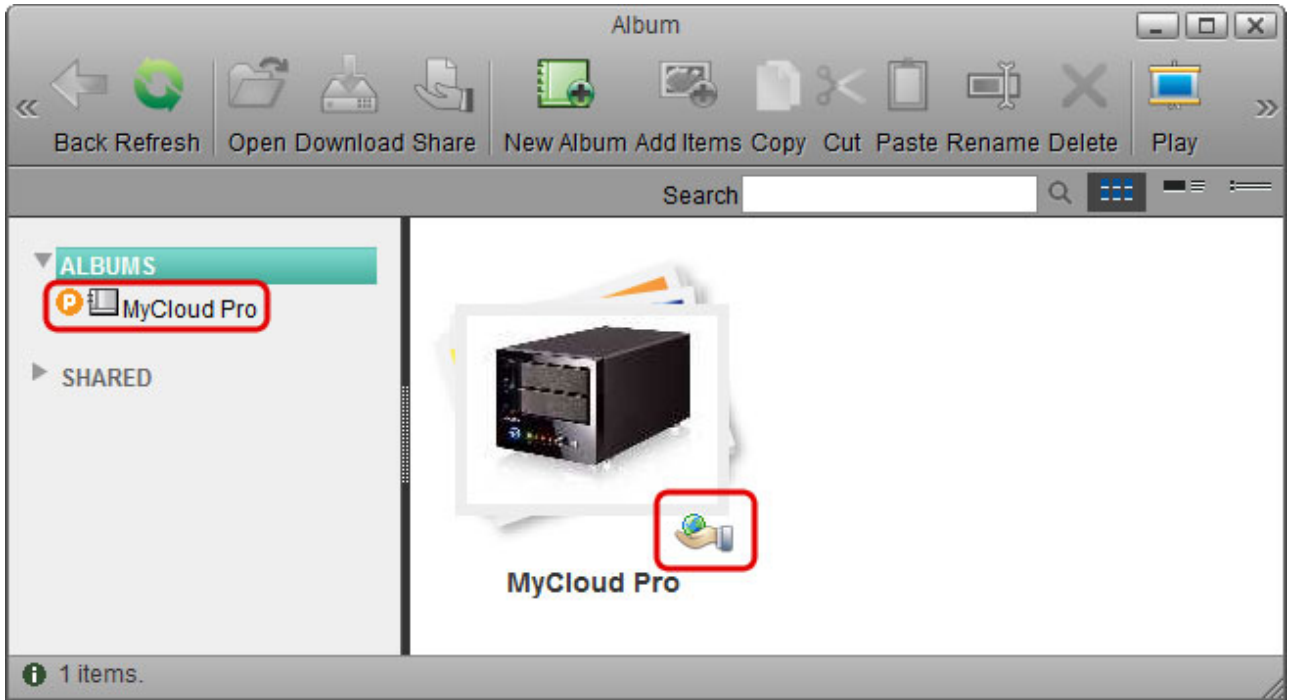 Album
Back Refresh Open Download Share New Album Add Items Copy Cut Paste Rename Delete Play
Search
ALBUMS
P MyCloud Pro
SHARED
MyCloud Pro
1 items.